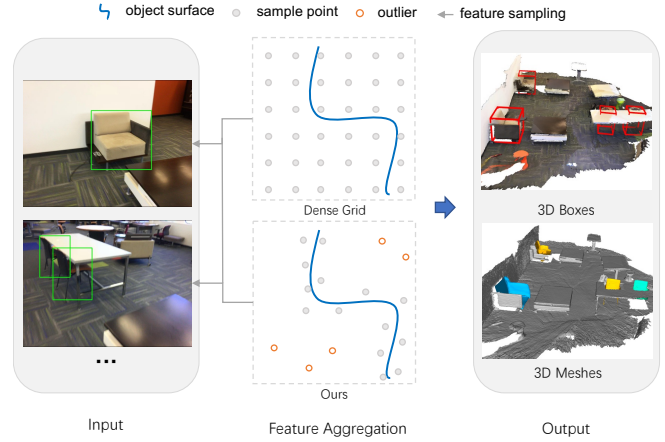 object surface sample point outlier feature sampling
Dense Grid
3D Boxes
...
Ours
3D Meshes
Input
Feature Aggregation
Output